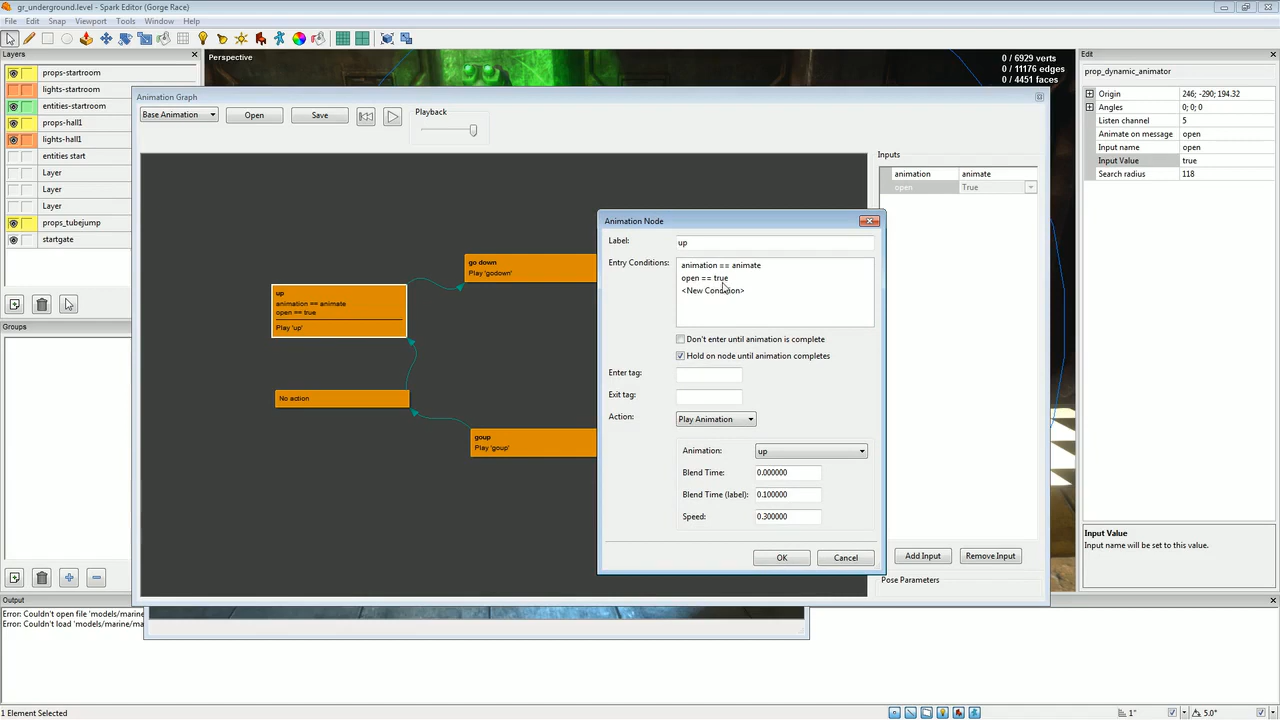 gr_underground.level - Spark Editor (Gorge Race)
File Edit Snap Viewport Tools Window Help
Layers
props-startroom
lights-startroom
entities-startroom
props-hall1
lights-hall1
entities start
Layer
Layer
Layer
props_tubejump
startgate
Groups
Perspective
0 / 6929 verts
0 / 11176 edges
0 / 4451 faces
Animation Graph
Base Animation
Open
Save
Playback
up
animation == animate
open == true
Play 'up'
go down
Play 'godown'
No action
goup
Play 'goup'
Inputs
animation animate
open True
Add Input
Remove Input
Pose Parameters
Animation Node
Label: up
Entry Conditions:
animation == animate
open == true
<New Condition>
Don't enter until animation is complete
Hold on node until animation completes
Enter tag:
Exit tag:
Action: Play Animation
Animation: up
Blend Time: 0.000000
Blend Time (label): 0.100000
Speed: 0.300000
OK
Cancel
Edit
prop_dynamic_animator
Origin 246; -290; 194.32
Angles 0; 0; 0
Listen channel 5
Animate on message open
Input name open
Input Value true
Search radius 118
Input Value
Input name will be set to this value.
Output
Error: Couldn't open file 'models/marine
Error: Couldn't load 'models/marine/ma
1 Element Selected
1"
5.0°